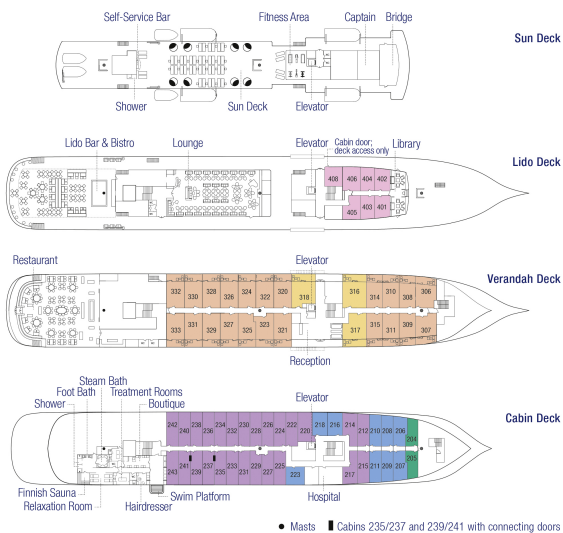 Self-Service Bar
Fitness Area
Captain
Bridge
Sun Deck
Shower
Sun Deck
Elevator
Lido Bar & Bistro
Lounge
Elevator
Cabin door;
deck access only
Library
Lido Deck
408 406 404 402
405 403 401
Restaurant
Elevator
Verandah Deck
332 330 328 326 324 322 320 318 316 314 310 308 306
333 331 329 327 325 323 321 317 315 311 309 307
Reception
Steam Bath
Foot Bath
Treatment Rooms
Shower
Boutique
Elevator
Cabin Deck
242 240 238 236 234 232 230 228 226 224 222 220 218 216 214 212 210 208 206 204
243 241 239 237 235 233 231 229 227 225 223 217 215 211 209 207 205
Finnish Sauna
Relaxation Room
Swim Platform
Hairdresser
Hospital
Masts
Cabins 235/237 and 239/241 with connecting doors